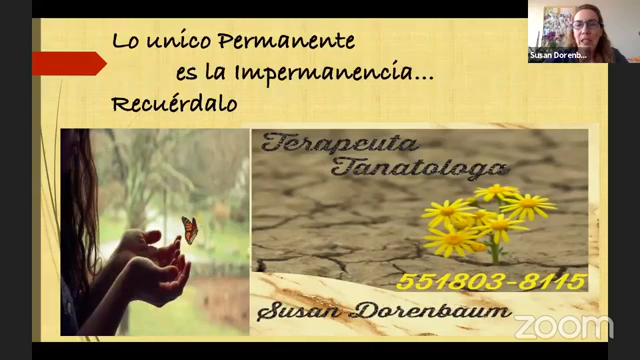 Lo unico Permanente
es la Impermanencia...
Recuérdalo
Susan Dorenb...
Terapeuta
Tanatologa
551803-8115
Susan Dorenbaum
zoom